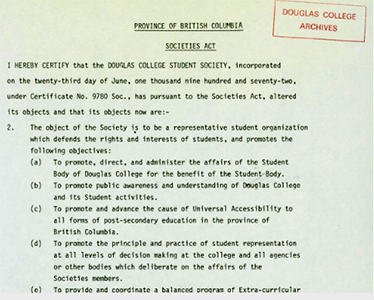 DOUGLAS COLLEGE
ARCHIVES
PROVINCE OF BRITISH COLUMBIA
SOCIETIES ACT
I HEREBY CERTIFY that the DOUGLAS COLLEGE STUDENT SOCIETY, incorporated
on the twenty-third day of June, one thousand nine hundred and seventy-two,
under Certificate No. 9780 Soc., has pursuant to the Societies Act, altered
its objects and that its objects now are:-
2. The object of the Society is to be a representative student organization
which defends the rights and interests of students, and promotes the
following objectives:
(a) To promote, direct, and administer the affairs of the Student
Body of Douglas College for the benefit of the Student Body.
(b) To promote public awareness and understanding of Douglas College
and its Student activities.
(c) To promote and advance the cause of Universal Accessibility to
all forms of post-secondary education in the province of
British Columbia.
(d) To promote the principle and practice of student representation
at all levels of decision making at the college and all agencies
or other bodies which deliberate on the affairs of the
Societies members.
(e) To provide and coordinate a balanced program of Extra-curricular